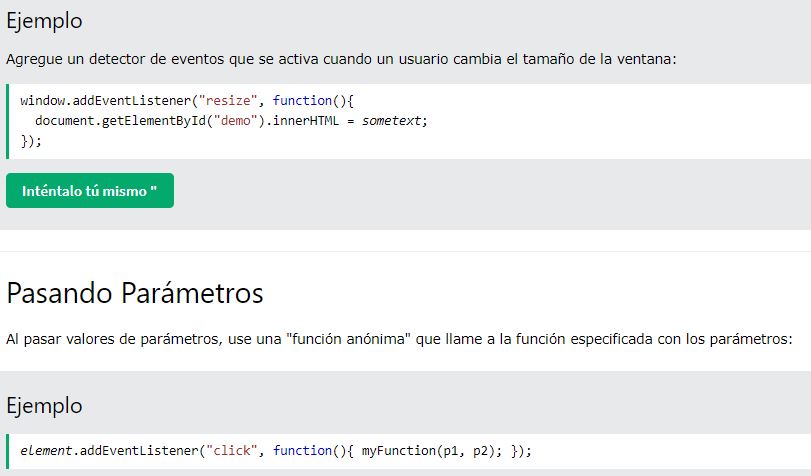 Ejemplo
Agregue un detector de eventos que se activa cuando un usuario cambia el tamaño de la ventana:
window.addEventListener("resize", function(){
  document.getElementById("demo").innerHTML = sometext;
});
Inténtalo tú mismo "
Pasando Parámetros
Al pasar valores de parámetros, use una "función anónima" que llame a la función especificada con los parámetros:
Ejemplo
element.addEventListener("click", function(){ myFunction(p1, p2); });